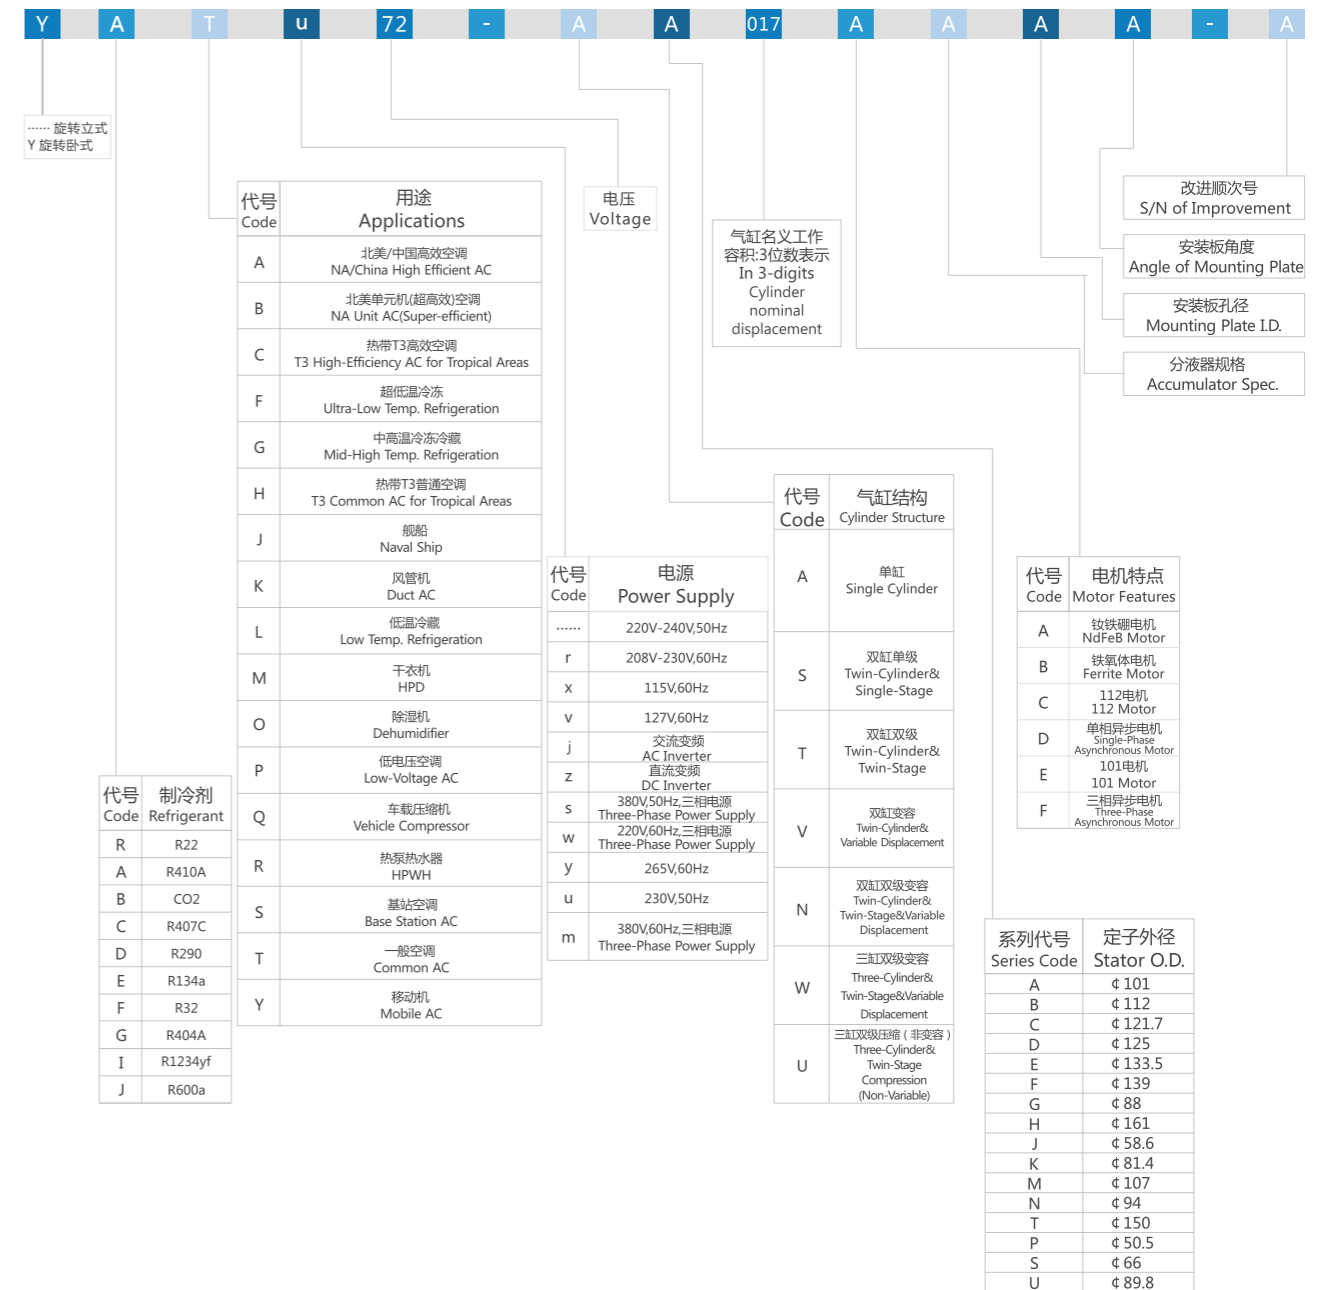 Y A T u 72 - A A 017 A A A A - A
······ 旋转立式
Y 旋转卧式
代号
Code
用途
Applications
A
北美/中国高效空调
NA/China High Efficient AC
B
北美单元机(超高效)空调
NA Unit AC(Super-efficient)
C
热带T3高效空调
T3 High-Efficiency AC for Tropical Areas
F
超低温冷冻
Ultra-Low Temp. Refrigeration
G
中高温冷冻冷藏
Mid-High Temp. Refrigeration
H
热带T3普通空调
T3 Common AC for Tropical Areas
J
舰船
Naval Ship
K
风管机
Duct AC
L
低温冷藏
Low Temp. Refrigeration
M
干衣机
HPD
O
除湿机
Dehumidifier
P
低电压空调
Low-Voltage AC
Q
车载压缩机
Vehicle Compressor
R
热泵热水器
HPWH
S
基站空调
Base Station AC
T
一般空调
Common AC
Y
移动机
Mobile AC
电压
Voltage
气缸名义工作
容积:3位数表示
In 3-digits
Cylinder
nominal
displacement
改进顺次号
S/N of Improvement
安装板角度
Angle of Mounting Plate
安装板孔径
Mounting Plate I.D.
分液器规格
Accumulator Spec.
代号
Code
制冷剂
Refrigerant
R R22
A R410A
B CO2
C R407C
D R290
E R134a
F R32
G R404A
I R1234yf
J R600a
代号
Code
电源
Power Supply
······ 220V-240V,50Hz
r 208V-230V,60Hz
x 115V,60Hz
v 127V,60Hz
j
交流变频
AC Inverter
z
直流变频
DC Inverter
s
380V,50Hz,三相电源
Three-Phase Power Supply
w
220V,60Hz,三相电源
Three-Phase Power Supply
y 265V,60Hz
u 230V,50Hz
m
380V,60Hz,三相电源
Three-Phase Power Supply
代号
Code
气缸结构
Cylinder Structure
A
单缸
Single Cylinder
S
双缸单级
Twin-Cylinder&
Single-Stage
T
双缸双级
Twin-Cylinder&
Twin-Stage
V
双缸变容
Twin-Cylinder&
Variable Displacement
N
双缸双级变容
Twin-Cylinder&
Twin-Stage&Variable
Displacement
W
三缸双级变容
Three-Cylinder&
Twin-Stage&Variable
Displacement
U
三缸双级压缩（非变容）
Three-Cylinder&
Twin-Stage
Compression
(Non-Variable)
代号
Code
电机特点
Motor Features
A
钕铁硼电机
NdFeB Motor
B
铁氧体电机
Ferrite Motor
C
112电机
112 Motor
D
单相异步电机
Single-Phase
Asynchronous Motor
E
101电机
101 Motor
F
三相异步电机
Three-Phase
Asynchronous Motor
系列代号
Series Code
定子外径
Stator O.D.
A ¢101
B ¢112
C ¢121.7
D ¢125
E ¢133.5
F ¢139
G ¢88
H ¢161
J ¢58.6
K ¢81.4
M ¢107
N ¢94
T ¢150
P ¢50.5
S ¢66
U ¢89.8